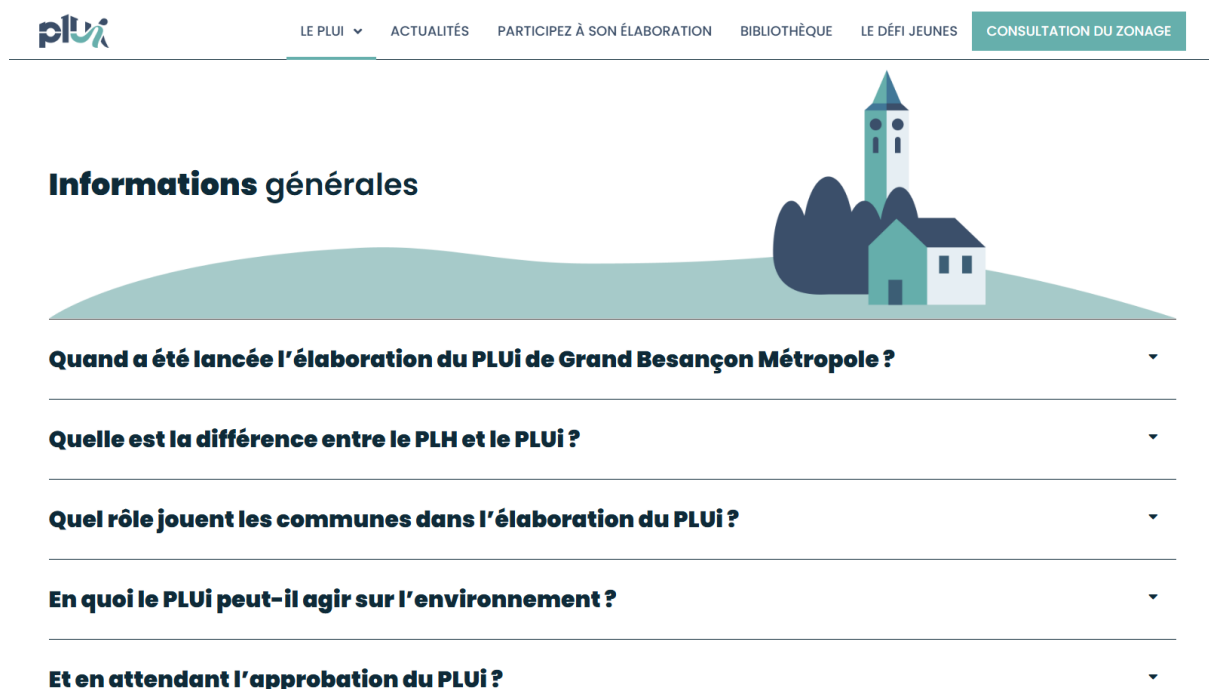 plui
LE PLUI
ACTUALITÉS
PARTICIPEZ À SON ÉLABORATION
BIBLIOTHÈQUE
LE DÉFI JEUNES
CONSULTATION DU ZONAGE
Informations générales
Quand a été lancée l’élaboration du PLUi de Grand Besançon Métropole ?
Quelle est la différence entre le PLH et le PLUi ?
Quel rôle jouent les communes dans l’élaboration du PLUi ?
En quoi le PLUi peut-il agir sur l’environnement ?
Et en attendant l’approbation du PLUi ?